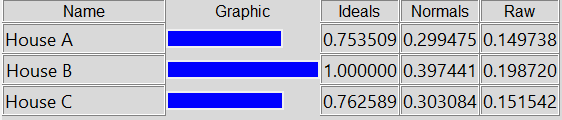 Name Graphic Ideals Normals Raw
House A 0.753509 0.299475 0.149738
House B 1.000000 0.397441 0.198720
House C 0.762589 0.303084 0.151542